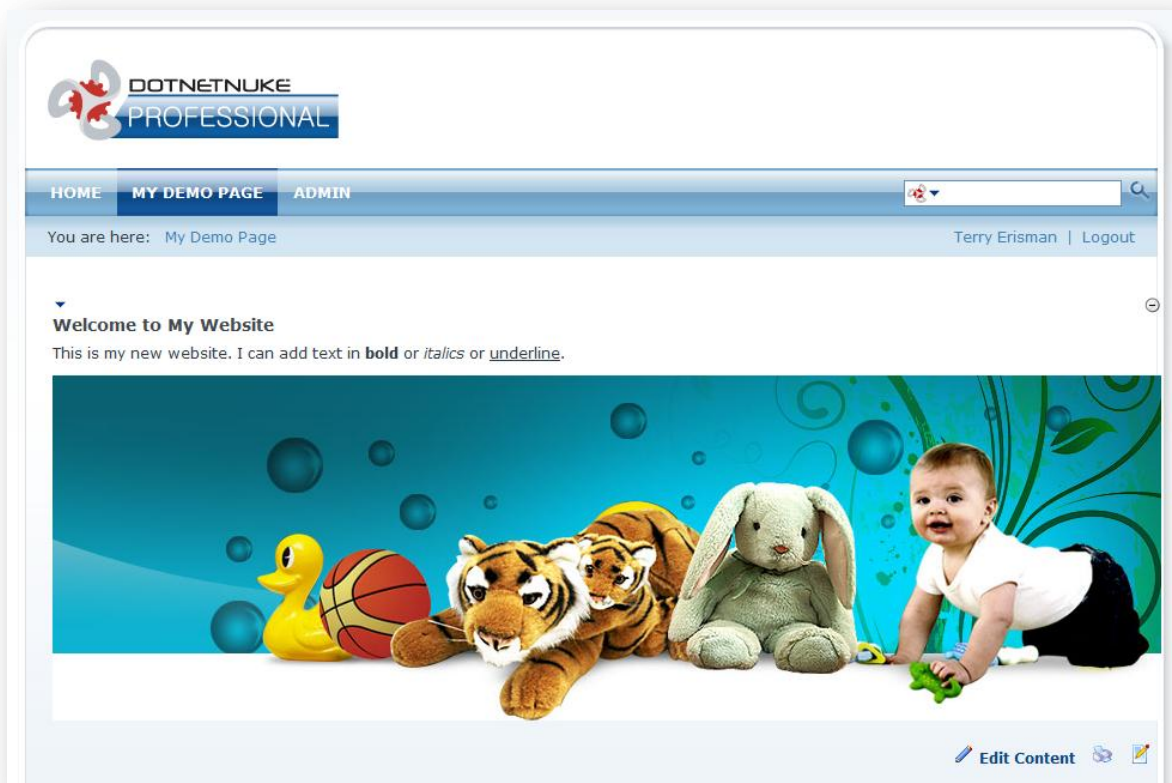 DOTNETNUKE
PROFESSIONAL
HOME MY DEMO PAGE ADMIN
You are here: My Demo Page Terry Erisman | Logout
Welcome to My Website
This is my new website. I can add text in bold or italics or underline.
Edit Content